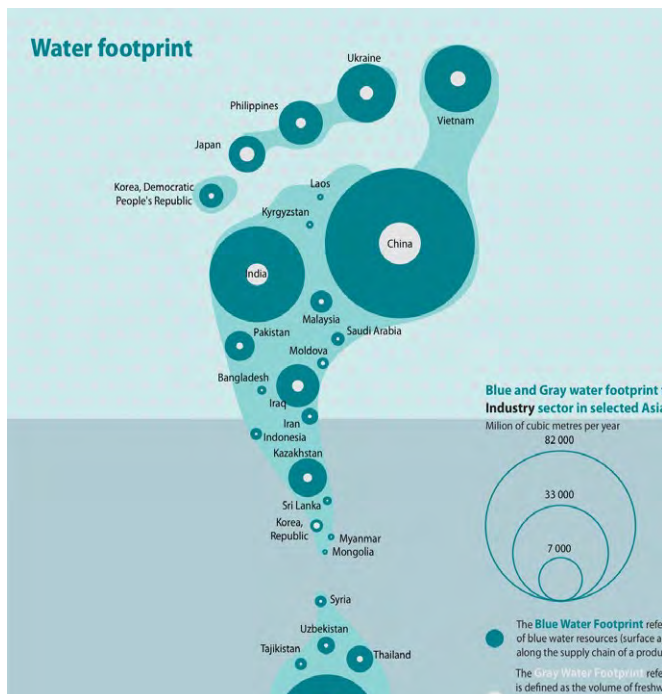 Water footprint
Ukraine
Philippines
Vietnam
Japan
Korea, Democratic
People's Republic
Laos
Kyrgyzstan
China
India
Malaysia
Pakistan
Saudi Arabia
Moldova
Bangladesh
Iraq
Iran
Indonesia
Kazakhstan
Sri Lanka
Korea,
Republic
Myanmar
Mongolia
Syria
Uzbekistan
Tajikistan
Thailand
Blue and Gray water footprint
Industry sector in selected
Milion of cubic metres per year
82 000
33 000
7 000
The Blue Water Footprint
of blue water resources (surface
along the supply chain of a
The Gray Water Footprint
is defined as the volume of